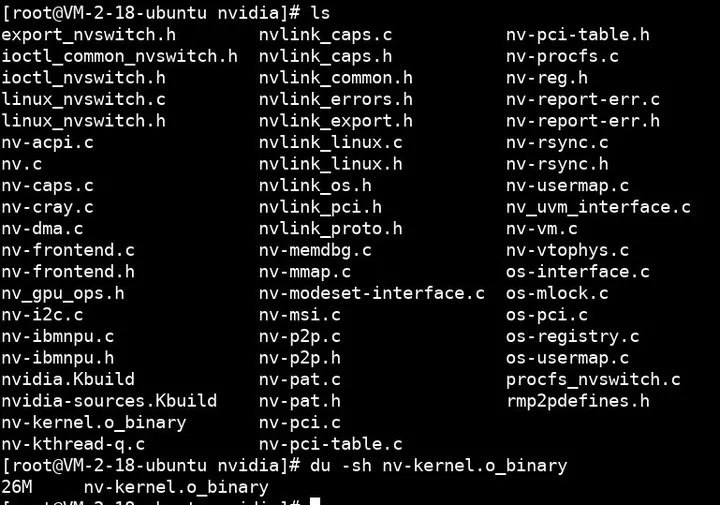 [root@VM-2-18-ubuntu nvidia]# ls
export_nvswitch.h nvlink_caps.c nv-pci-table.h
ioctl_common_nvswitch.h nvlink_caps.h nv-procfs.c
ioctl_nvswitch.h nvlink_common.h nv-reg.h
linux_nvswitch.c nvlink_errors.h nv-report-err.c
linux_nvswitch.h nvlink_export.h nv-report-err.h
nv-acpi.c nvlink_linux.c nv-rsync.c
nv.c nvlink_linux.h nv-rsync.h
nv-caps.c nvlink_os.h nv-usermap.c
nv-cray.c nvlink_pci.h nv_uvm_interface.c
nv-dma.c nvlink_proto.h nv-vm.c
nv-frontend.c nv-memdbg.c nv-vtophys.c
nv-frontend.h nv-mmap.c os-interface.c
nv_gpu_ops.h nv-modeset-interface.c os-mlock.c
nv-i2c.c nv-msi.c os-pci.c
nv-ibmnpu.c nv-p2p.c os-registry.c
nv-ibmnpu.h nv-p2p.h os-usermap.c
nvidia.Kbuild nv-pat.c procfs_nvswitch.c
nvidia-sources.Kbuild nv-pat.h rmp2pdefines.h
nv-kernel.o_binary nv-pci.c
nv-kthread-q.c nv-pci-table.c
[root@VM-2-18-ubuntu nvidia]# du -sh nv-kernel.o_binary
26M nv-kernel.o_binary
[root@VM-2-18-ubuntu nvidia]#